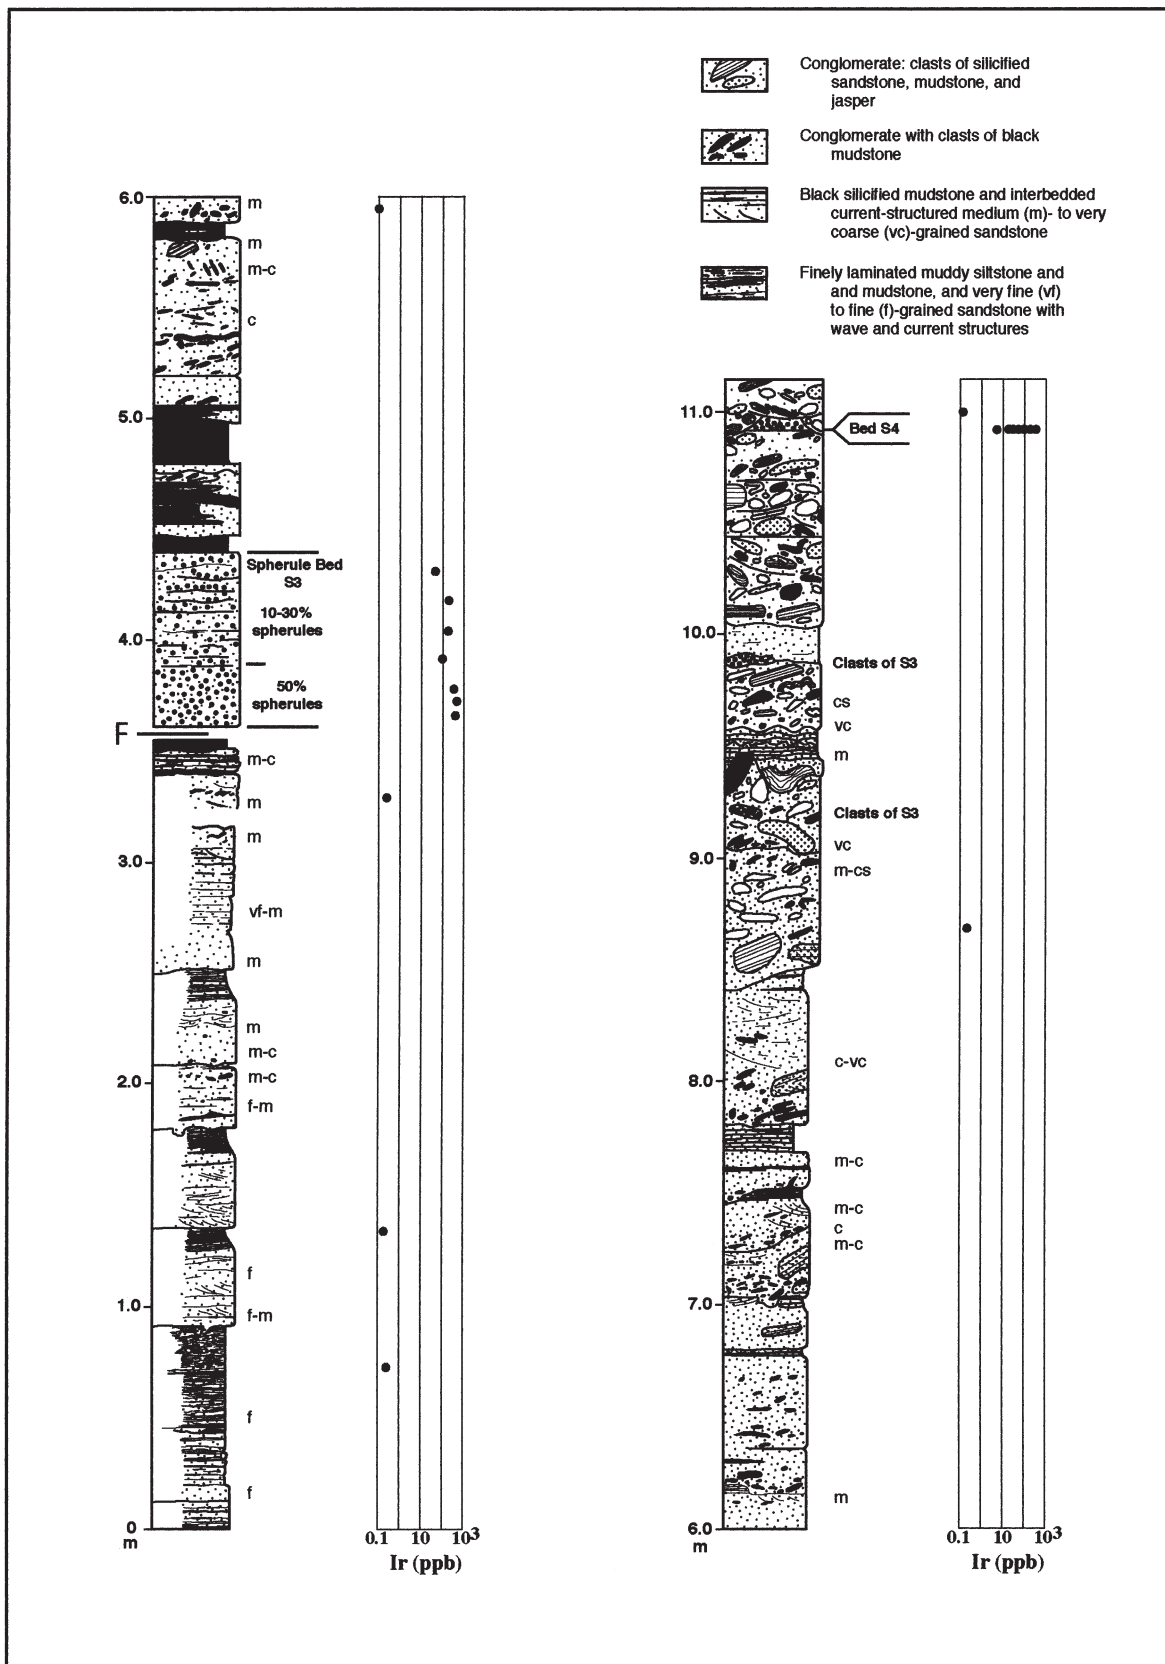 Conglomerate: clasts of silicified
sandstone, mudstone, and
jasper
Conglomerate with clasts of black
mudstone
Black silicified mudstone and interbedded
current-structured medium (m)- to very
coarse (vc)-grained sandstone
Finely laminated muddy siltstone and
and mudstone, and very fine (vf)
to fine (f)-grained sandstone with
wave and current structures
6.0
m
m
m-c
c
5.0
Spherule Bed
S3
10-30%
spherules
4.0
50%
spherules
F
m-c
m
m
3.0
vf-m
m
m
m-c
2.0
m-c
f-m
f
1.0
f-m
f
f
0
m
0.1 10 10³
Ir (ppb)
11.0
Bed S4
10.0
Clasts of S3
cs
vc
m
Clasts of S3
vc
9.0
m-cs
c-vc
8.0
m-c
m-c
c
m-c
7.0
m
6.0
m
0.1 10 10³
Ir (ppb)